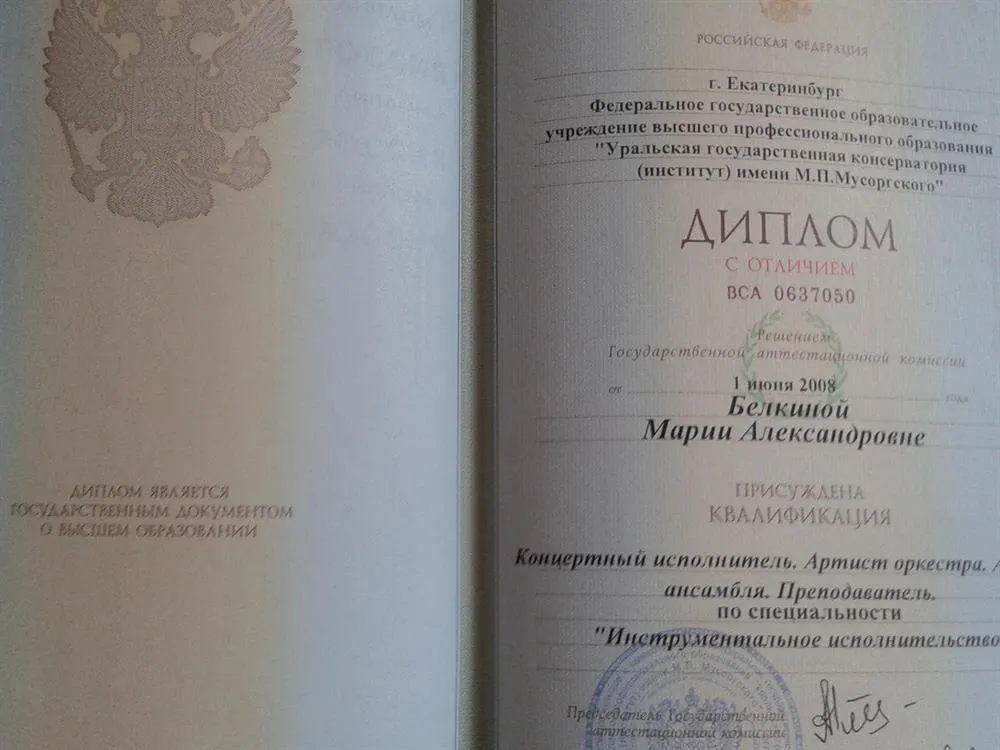 ДИПЛОМ ЯВЛЯЕТСЯ
ГОСУДАРСТВЕННЫМ ДОКУМЕНТОМ
О ВЫСШЕМ ОБРАЗОВАНИИ
РОССИЙСКАЯ ФЕДЕРАЦИЯ
г. Екатеринбург
Федеральное государственное образовательное
учреждение высшего профессионального образования
"Уральская государственная консерватория
(институт) имени М.П.Мусоргского"
ДИПЛОМ
С ОТЛИЧИЕМ
ВСА 0637050
Решением
Государственной аттестационной комиссии
от 1 июня 2008 года
Белкиной
Марии Александровне
ПРИСУЖДЕНА
КВАЛИФИКАЦИЯ
Концертный исполнитель. Артист оркестра. А
ансамбля. Преподаватель.
по специальности
"Инструментальное исполнительство
Председатель Государственной
аттестационной комиссии